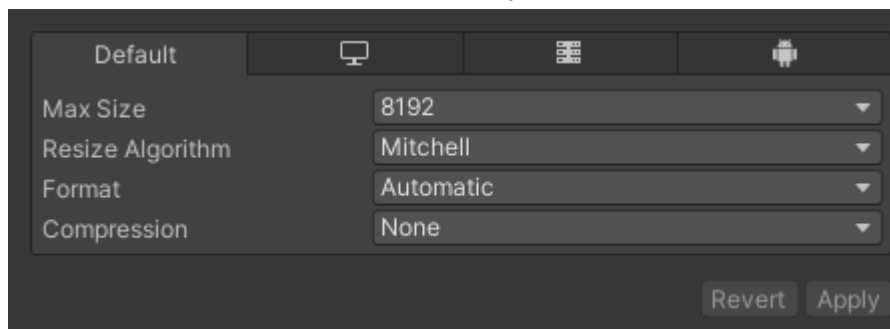 Default
Max Size 8192
Resize Algorithm Mitchell
Format Automatic
Compression None
Revert Apply